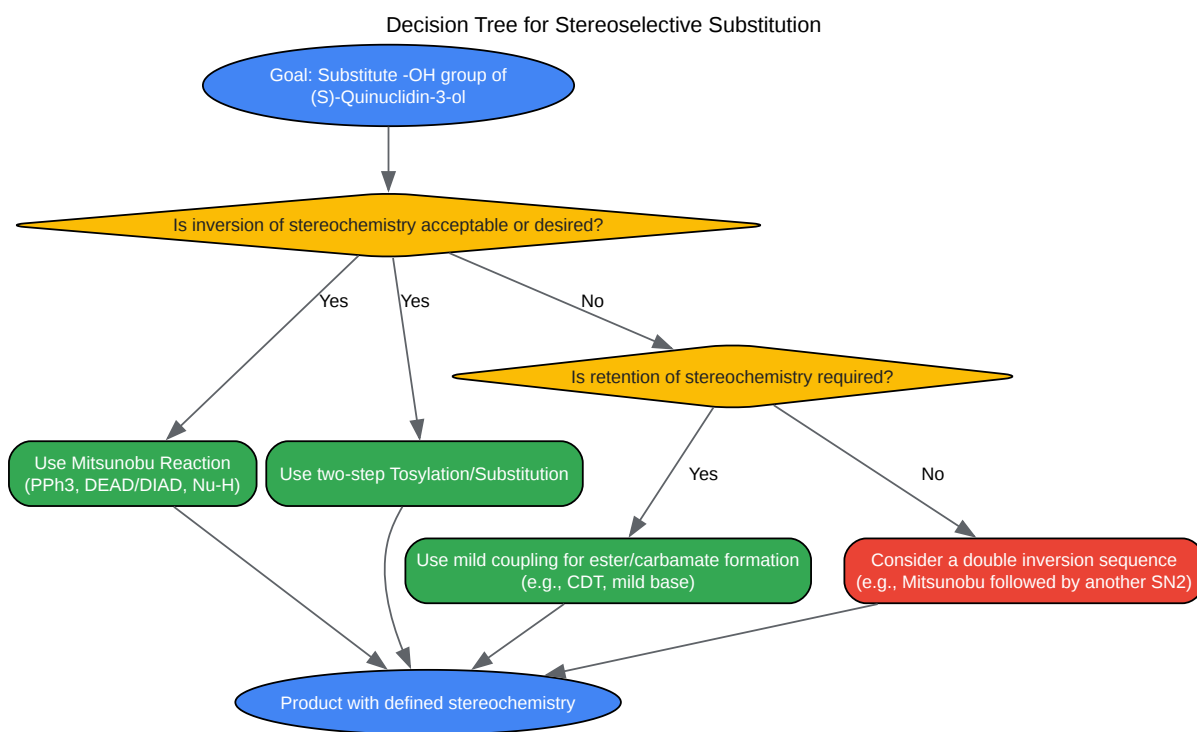 Decision Tree for Stereoselective Substitution
Goal: Substitute -OH group of
(S)-Quinuclidin-3-ol
Is inversion of stereochemistry acceptable or desired?
Yes
Yes
No
Is retention of stereochemistry required?
Use Mitsunobu Reaction
(PPh3, DEAD/DIAD, Nu-H)
Use two-step Tosylation/Substitution
Yes
No
Use mild coupling for ester/carbamate formation
(e.g., CDT, mild base)
Consider a double inversion sequence
(e.g., Mitsunobu followed by another SN2)
Product with defined stereochemistry